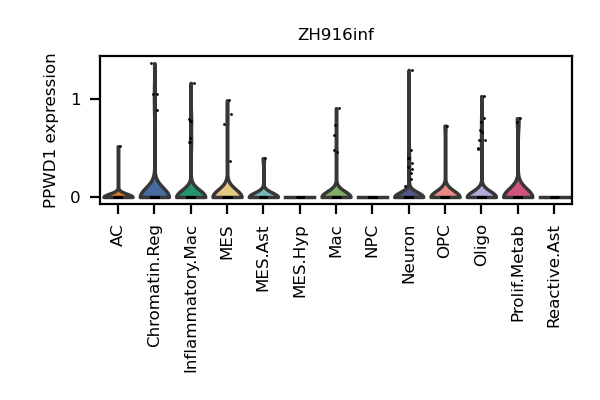 ZH916inf
PPWD1 expression
1
0
AC
Chromatin.Reg
Inflammatory.Mac
MES
MES.Ast
MES.Hyp
Mac
NPC
Neuron
OPC
Oligo
Prolif.Metab
Reactive.Ast